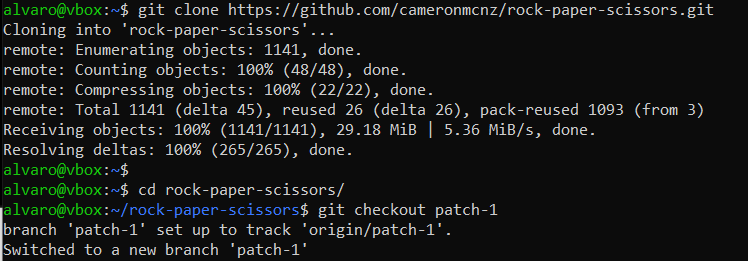 alvaro@vbox:~$ git clone https://github.com/cameronmcnz/rock-paper-scissors.git
Cloning into 'rock-paper-scissors'...
remote: Enumerating objects: 1141, done.
remote: Counting objects: 100% (48/48), done.
remote: Compressing objects: 100% (22/22), done.
remote: Total 1141 (delta 45), reused 26 (delta 26), pack-reused 1093 (from 3)
Receiving objects: 100% (1141/1141), 29.18 MiB | 5.36 MiB/s, done.
Resolving deltas: 100% (265/265), done.
alvaro@vbox:~$
alvaro@vbox:~$ cd rock-paper-scissors/
alvaro@vbox:~/rock-paper-scissors$ git checkout patch-1
branch 'patch-1' set up to track 'origin/patch-1'.
Switched to a new branch 'patch-1'